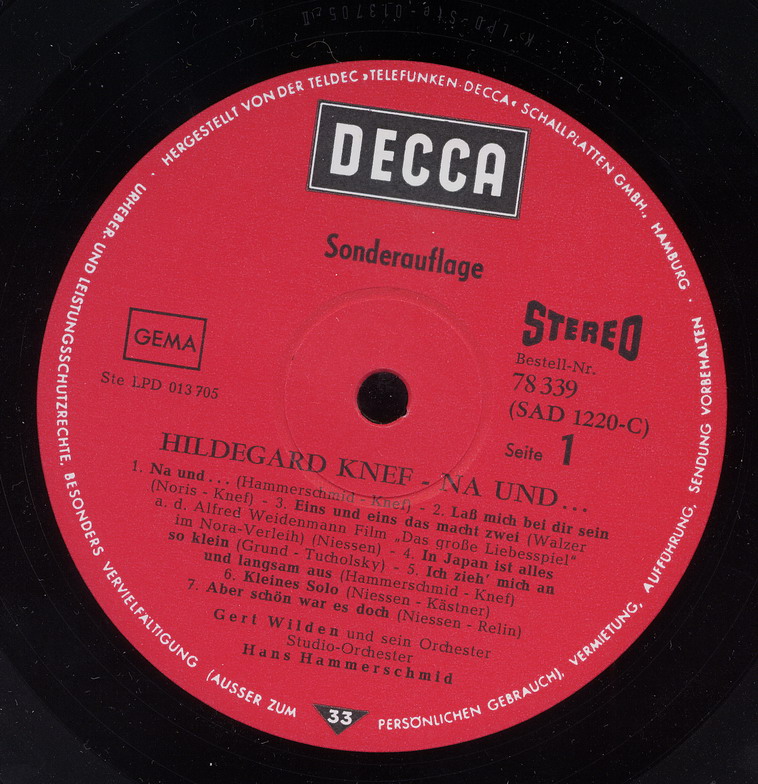 K LPD-Ste 013705
· HERGESTELLT VON DER TELDEC »TELEFUNKEN-DECCA« SCHALLPLATTEN GMBH., HAMBURG ·
URHEBER- UND LEISTUNGSSCHUTZRECHTE, BESONDERS VERVIELFÄLTIGUNG (AUSSER ZUM PERSÖNLICHEN GEBRAUCH), VERMIETUNG, AUFFÜHRUNG, SENDUNG VORBEHALTEN
DECCA
Sonderauflage
GEMA
Ste LPD 013 705
STEREO
Bestell-Nr.
78 339
(SAD 1220-C)
Seite 1
HILDEGARD KNEF - NA UND...
1. Na und... (Hammerschmid - Knef) - 2. Laß mich bei dir sein
(Noris - Knef) - 3. Eins und eins das macht zwei (Walzer
a. d. Alfred Weidenmann Film „Das große Liebesspiel"
im Nora-Verleih) (Niessen) - 4. In Japan ist alles
so klein (Grund - Tucholsky) - 5. Ich zieh' mich an
und langsam aus (Hammerschmid - Knef)
6. Kleines Solo (Niessen - Kästner)
7. Aber schön war es doch (Niessen - Relin)
Gert Wilden und sein Orchester
Studio-Orchester
Hans Hammerschmid
33